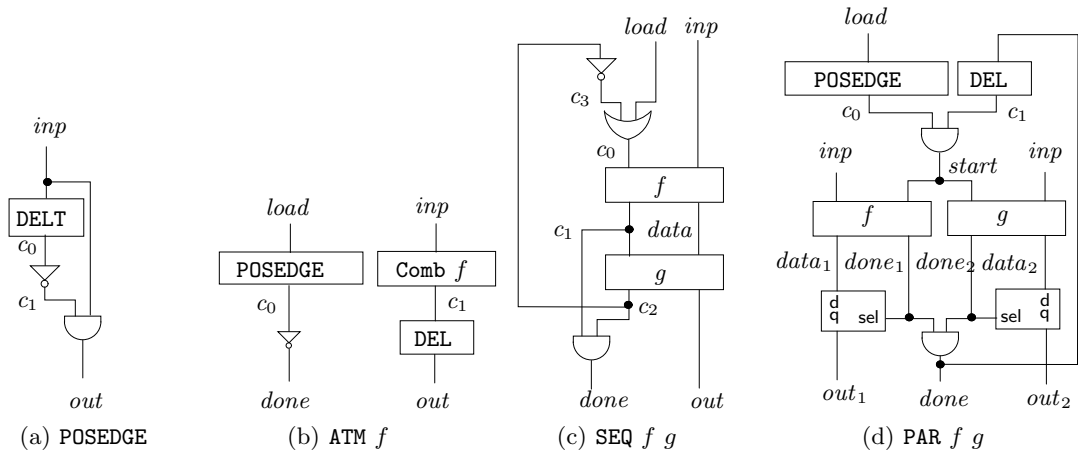 inp
DELT
c0
c1
out
(a) POSEDGE
load
inp
POSEDGE
Comb f
c0
c1
DEL
done
out
(b) ATM f
load
inp
c3
c0
f
c1
data
g
c2
done
out
(c) SEQ f g
load
POSEDGE
DEL
c0
c1
inp
inp
start
f
g
data1 done1 done2 data2
d
q
sel
sel
d
q
out1
done
out2
(d) PAR f g